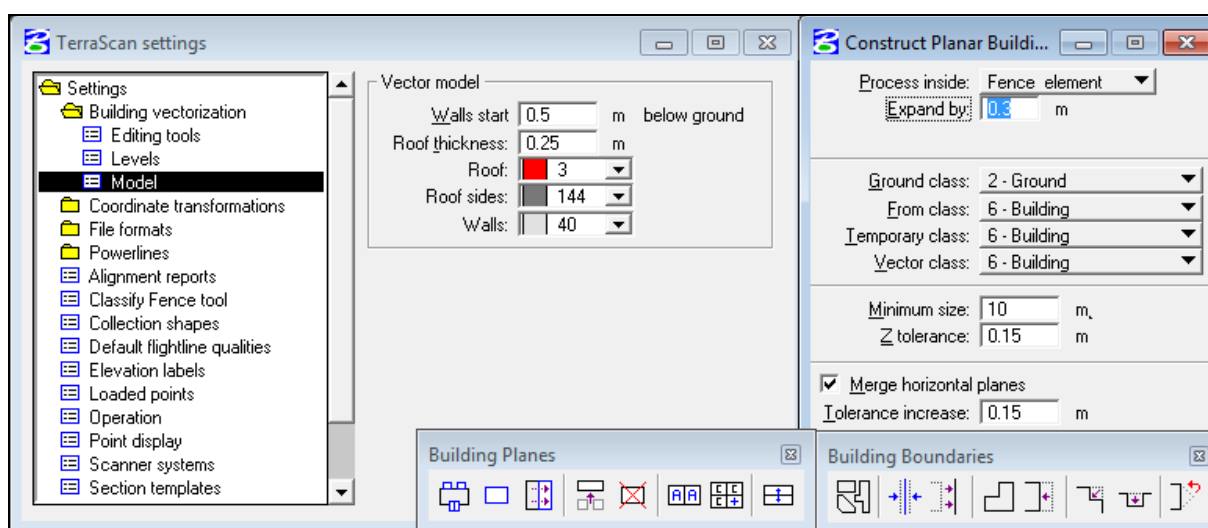 TerraScan settings
Settings
Building vectorization
Editing tools
Levels
Model
Coordinate transformations
File formats
Powerlines
Alignment reports
Classify Fence tool
Collection shapes
Default flightline qualities
Elevation labels
Loaded points
Operation
Point display
Scanner systems
Section templates
Vector model
Walls start 0.5 m below ground
Roof thickness: 0.25 m
Roof: 3
Roof sides: 144
Walls: 40
Construct Planar Buildi...
Process inside: Fence element
Expand by: 0.3 m
Ground class: 2 - Ground
From class: 6 - Building
Temporary class: 6 - Building
Vector class: 6 - Building
Minimum size: 10 m
Z tolerance: 0.15 m
Merge horizontal planes
Tolerance increase: 0.15 m
Building Planes
Building Boundaries